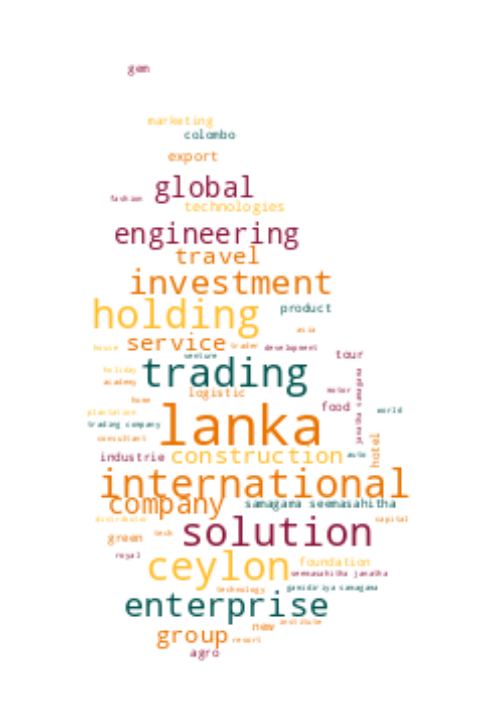 gem
marketing
colombo
export
global
fashion
technologies
engineering
travel
investment
holding
product
asia
service
house
trader
development
venture
tour
trading
holiday
academy
motor
logistic
janatha samagama
home
food
plantation
world
lanka
trading company
consultant
hotel
industrie
construction
auto
international
company
samagama seemasahitha
distributor
capital
solution
green
tech
royal
ceylon
foundation
seemasahitha janatha
technology
gamidiriya samagama
enterprise
institute
new
group
resort
agro